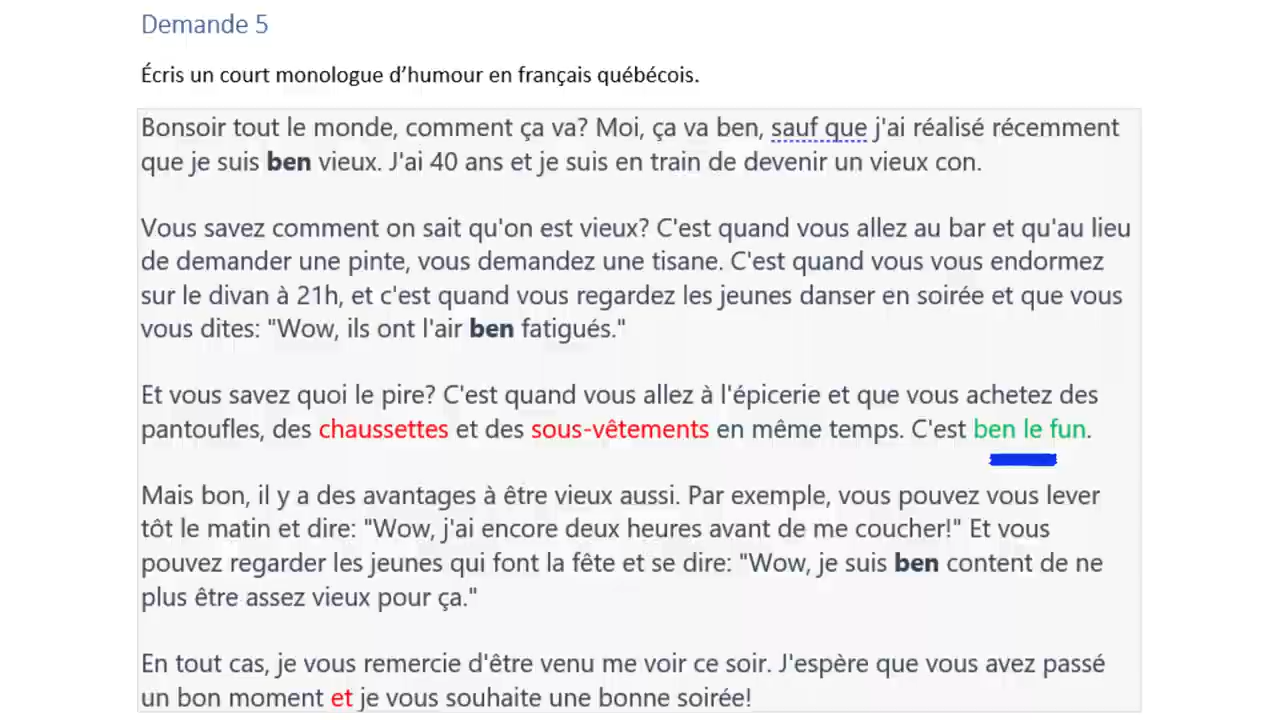 Demande 5
Écris un court monologue d’humour en français québécois.
Bonsoir tout le monde, comment ça va? Moi, ça va ben, sauf que j'ai réalisé récemment
que je suis ben vieux. J'ai 40 ans et je suis en train de devenir un vieux con.
Vous savez comment on sait qu'on est vieux? C'est quand vous allez au bar et qu'au lieu
de demander une pinte, vous demandez une tisane. C'est quand vous vous endormez
sur le divan à 21h, et c'est quand vous regardez les jeunes danser en soirée et que vous
vous dites: "Wow, ils ont l'air ben fatigués."
Et vous savez quoi le pire? C'est quand vous allez à l'épicerie et que vous achetez des
pantoufles, des chaussettes et des sous-vêtements en même temps. C'est ben le fun.
Mais bon, il y a des avantages à être vieux aussi. Par exemple, vous pouvez vous lever
tôt le matin et dire: "Wow, j'ai encore deux heures avant de me coucher!" Et vous
pouvez regarder les jeunes qui font la fête et se dire: "Wow, je suis ben content de ne
plus être assez vieux pour ça."
En tout cas, je vous remercie d'être venu me voir ce soir. J'espère que vous avez passé
un bon moment et je vous souhaite une bonne soirée!